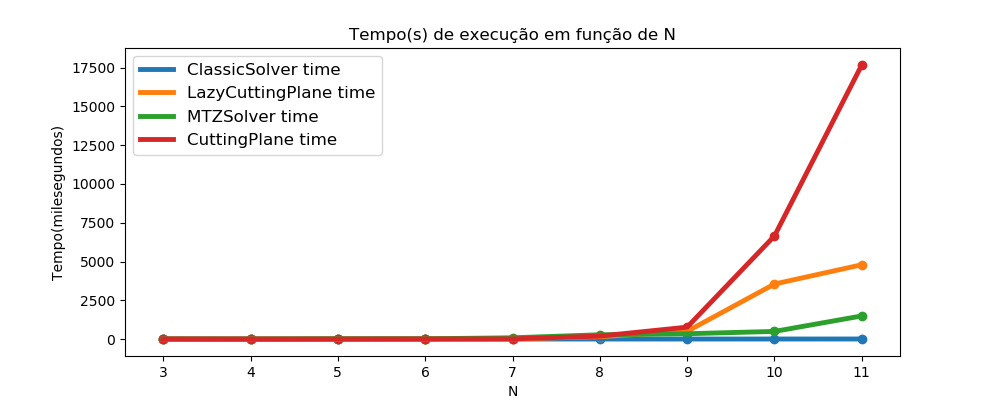 Tempo(s) de execução em função de N
ClassicSolver time
LazyCuttingPlane time
MTZSolver time
CuttingPlane time
Tempo(milesegundos)
17500
15000
12500
10000
7500
5000
2500
0
3 4 5 6 7 8 9 10 11
N